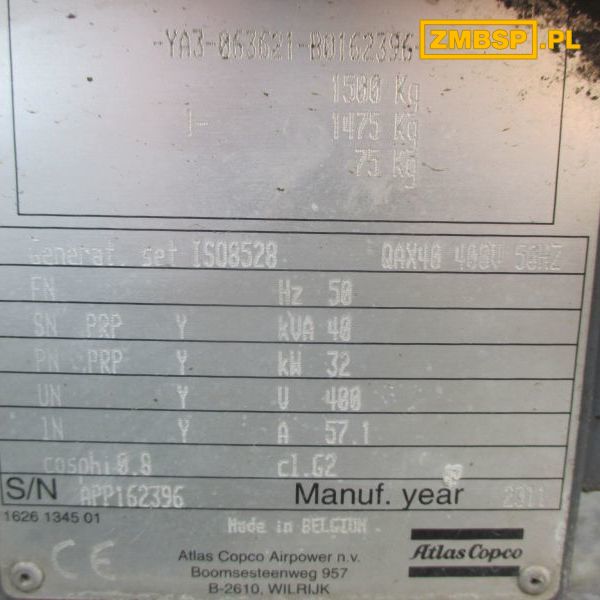 ZMBSP.PL
-YA3-063621-B0162396-
1500 Kg
1- 1475 Kg
75 Kg
Generat. set ISO8528 QAX40 400V 50HZ
FN Hz 50
SN PRP Y kVA 40
PN PRP Y kW 32
UN Y V 400
IN Y A 57.1
cosphi 0.8 cl.G2
S/N APP162396 Manuf. year 2011
1626 1345 01
Made in BELGIUM
CE
Atlas Copco Airpower n.v.
Boomsesteenweg 957
B-2610, WILRIJK
Atlas Copco